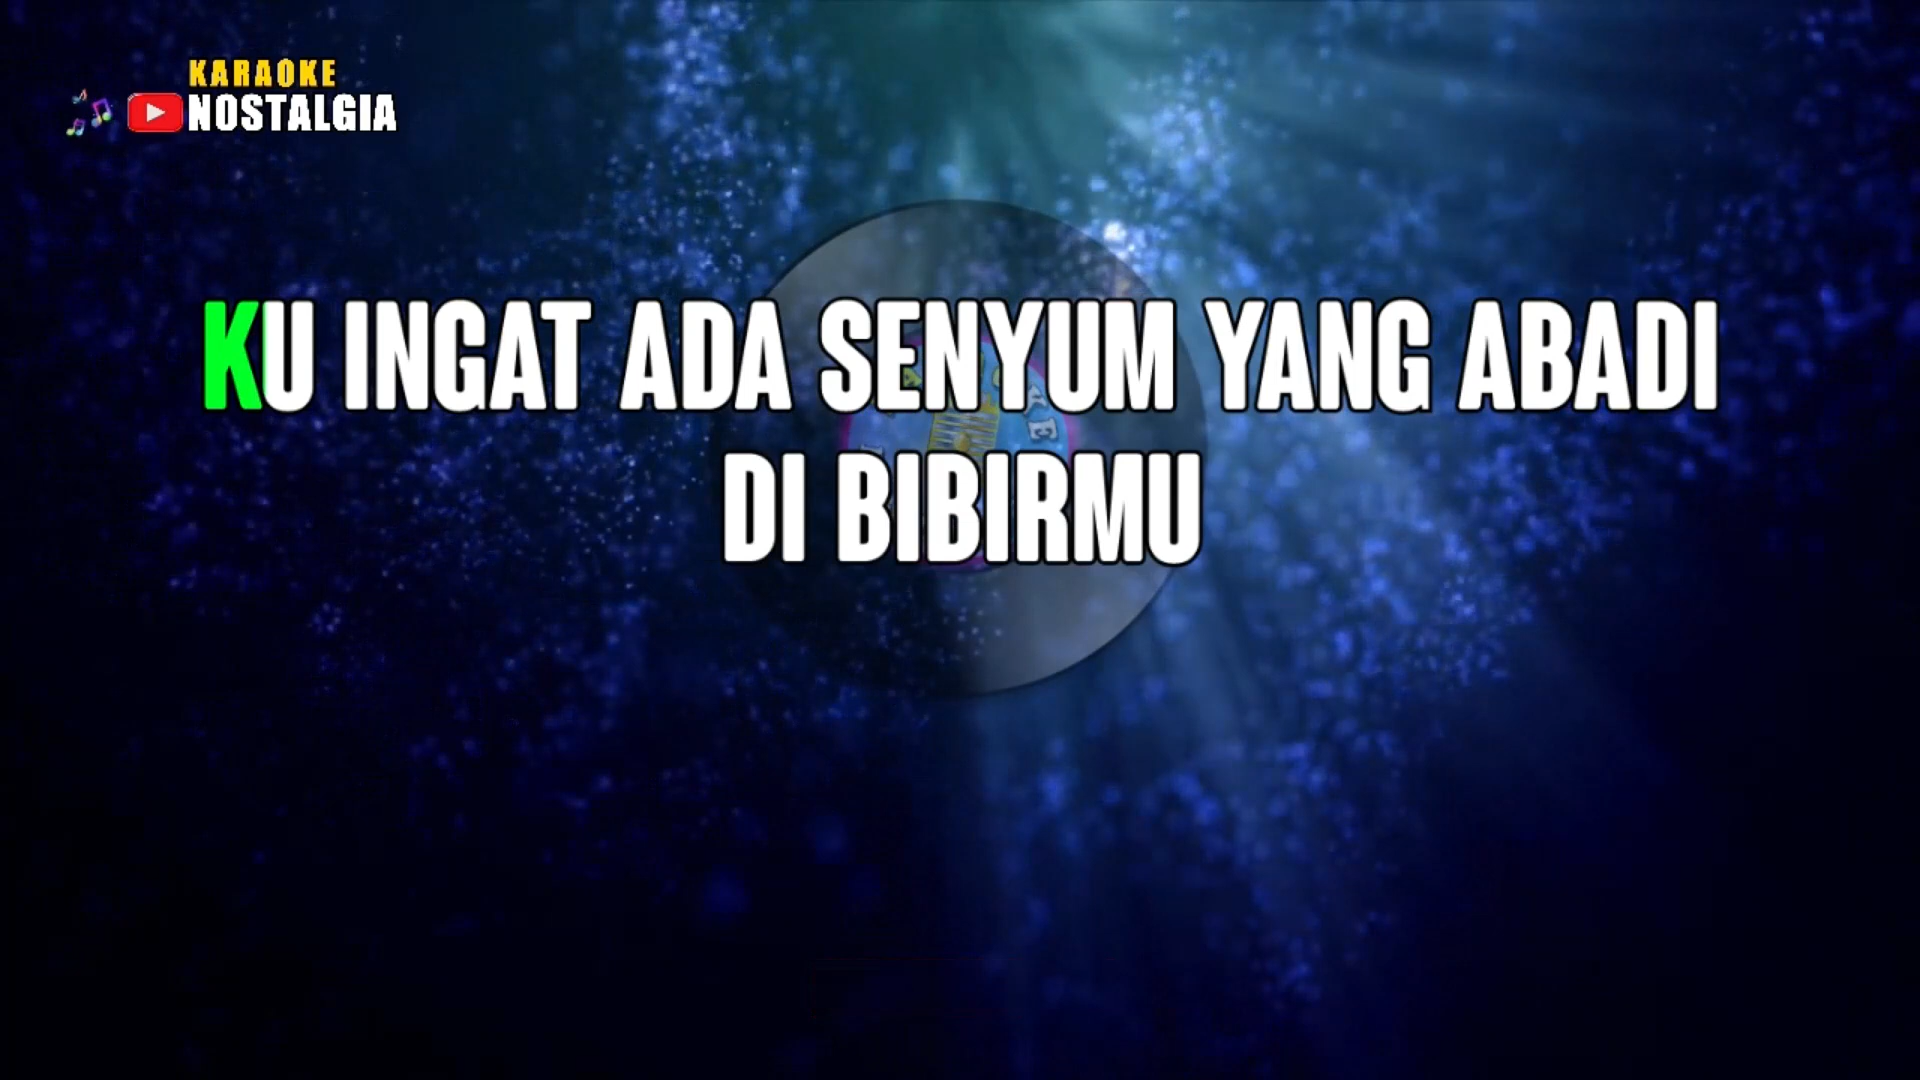 KARAOKE
NOSTALGIA
KU INGAT ADA SENYUM YANG ABADI
DI BIBIRMU